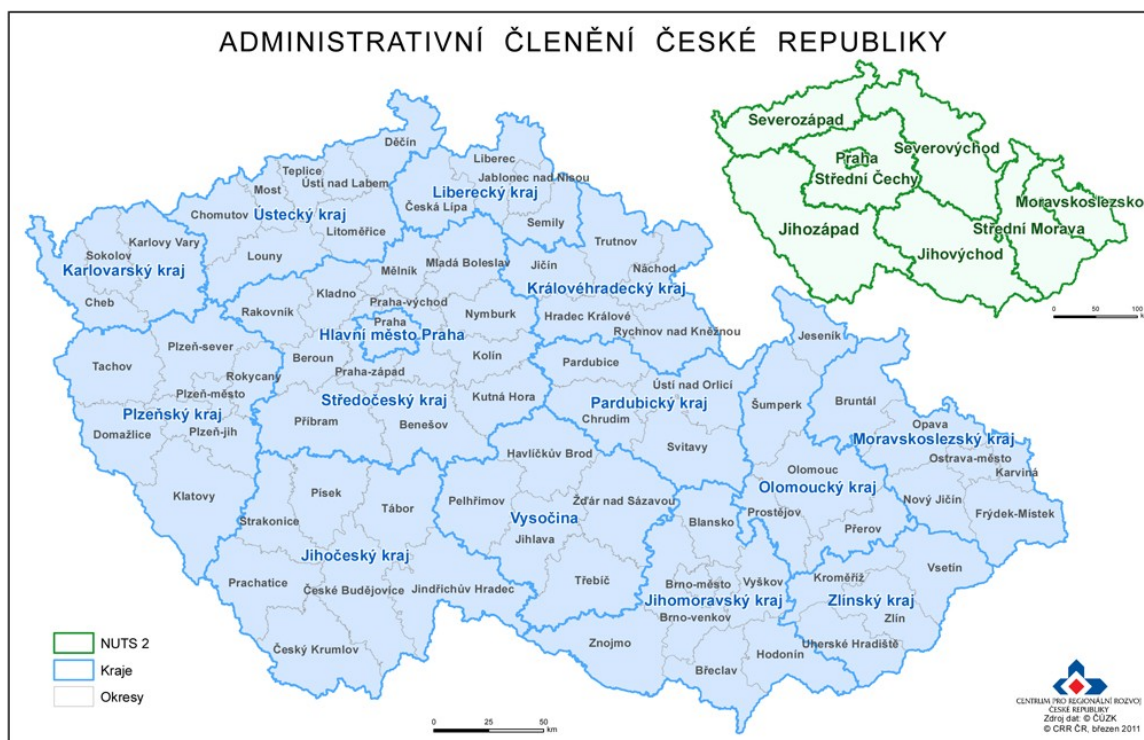 ADMINISTRATIVNÍ ČLENĚNÍ ČESKÉ REPUBLIKY
Severozápad
Praha
Severovýchod
Střední Čechy
Moravskoslezsko
Jihozápad
Střední Morava
Jihovýchod
0 50 100
Děčín
Liberec
Teplice
Jablonec nad Nisou
Ústí nad Labem
Most
Liberecký kraj
Chomutov
Česká Lípa
Ústecký kraj
Semily
Litoměřice
Karlovy Vary
Trutnov
Sokolov
Louny
Mladá Boleslav
Karlovarský kraj
Mělník
Jičín
Náchod
Kladno
Královéhradecký kraj
Cheb
Praha-východ
Rakovník
Nymburk
Hradec Králové
Praha
Hlavní město Praha
Rychnov nad Kněžnou
Jeseník
Plzeň-sever
Beroun
Kolín
Pardubice
Tachov
Praha-západ
Rokycany
Ústí nad Orlicí
Plzeň-město
Středočeský kraj
Kutná Hora
Pardubický kraj
Šumperk
Bruntál
Plzeňský kraj
Příbram
Benešov
Chrudim
Opava
Domažlice
Plzeň-jih
Moravskoslezský kraj
Svitavy
Havlíčkův Brod
Ostrava-město
Olomouc
Karviná
Klatovy
Písek
Pelhřimov
Žďár nad Sázavou
Olomoucký kraj
Nový Jičín
Tábor
Vysočina
Prostějov
Frýdek-Místek
Strakonice
Blansko
Přerov
Jihlava
Jihočeský kraj
Vsetín
Prachatice
České Budějovice
Jindřichův Hradec
Třebíč
Brno-město
Vyškov
Kroměříž
Jihomoravský kraj
Zlínský kraj
Brno-venkov
Zlín
Znojmo
Uherské Hradiště
Český Krumlov
Hodonín
Břeclav
NUTS 2
Kraje
Okresy
0 25 50
km
CENTRUM PRO REGIONÁLNÍ ROZVOJ
ČESKÉ REPUBLIKY
Zdroj dat: © ČÚZK
© CRR ČR, březen 2011